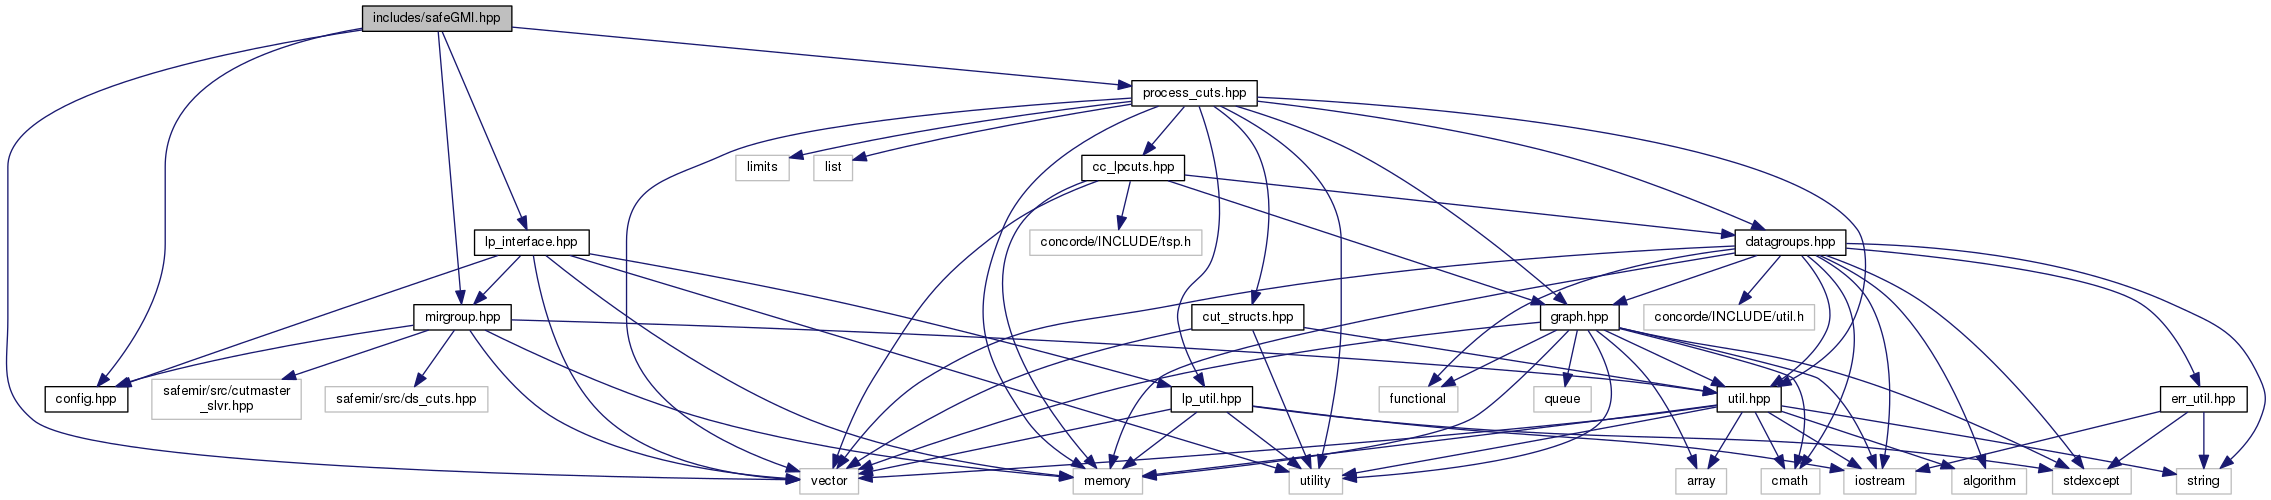 includes/safeGMI.hpp
process_cuts.hpp
limits
list
cc_lpcuts.hpp
lp_interface.hpp
concorde/INCLUDE/tsp.h
datagroups.hpp
mirgroup.hpp
cut_structs.hpp
graph.hpp
concorde/INCLUDE/util.h
config.hpp
safemir/src/cutmaster
_slvr.hpp
safemir/src/ds_cuts.hpp
lp_util.hpp
functional
queue
util.hpp
err_util.hpp
vector
memory
utility
array
cmath
iostream
algorithm
stdexcept
string